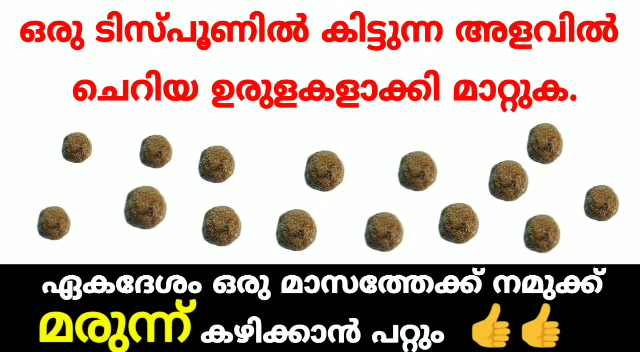 ഒരു ടിസ്പൂണിൽ കിട്ടുന്ന അളവിൽ
ചെറിയ ഉരുളകളാക്കി മാറ്റുക.
ഏകദേശം ഒരു മാസത്തേക്ക് നമുക്ക്
മരുന്ന് കഴിക്കാൻ പറ്റും 👍👍